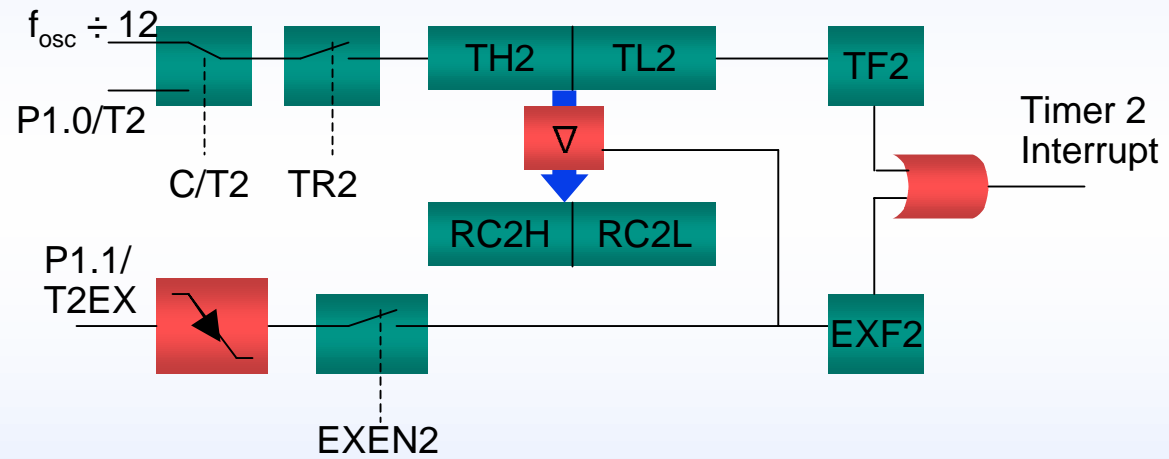 fosc ÷ 12
TH2
TL2
TF2
P1.0/T2
∇
Timer 2
Interrupt
C/T2
TR2
RC2H
RC2L
P1.1/
T2EX
EXF2
EXEN2